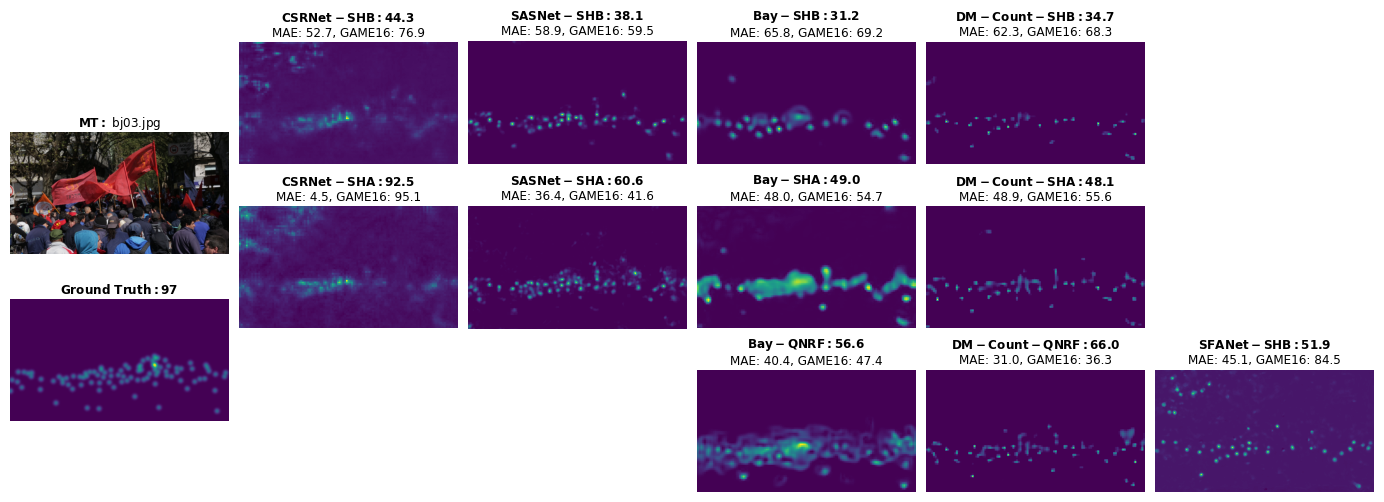 CSRNet − SHB: 44.3
MAE: 52.7, GAME16: 76.9
SASNet − SHB: 38.1
MAE: 58.9, GAME16: 59.5
Bay − SHB: 31.2
MAE: 65.8, GAME16: 69.2
DM − Count − SHB: 34.7
MAE: 62.3, GAME16: 68.3
MT: bj03.jpg
CSRNet − SHA: 92.5
MAE: 4.5, GAME16: 95.1
SASNet − SHA: 60.6
MAE: 36.4, GAME16: 41.6
Bay − SHA: 49.0
MAE: 48.0, GAME16: 54.7
DM − Count − SHA: 48.1
MAE: 48.9, GAME16: 55.6
Ground Truth: 97
Bay − QNRF: 56.6
MAE: 40.4, GAME16: 47.4
DM − Count − QNRF: 66.0
MAE: 31.0, GAME16: 36.3
SFANet − SHB: 51.9
MAE: 45.1, GAME16: 84.5